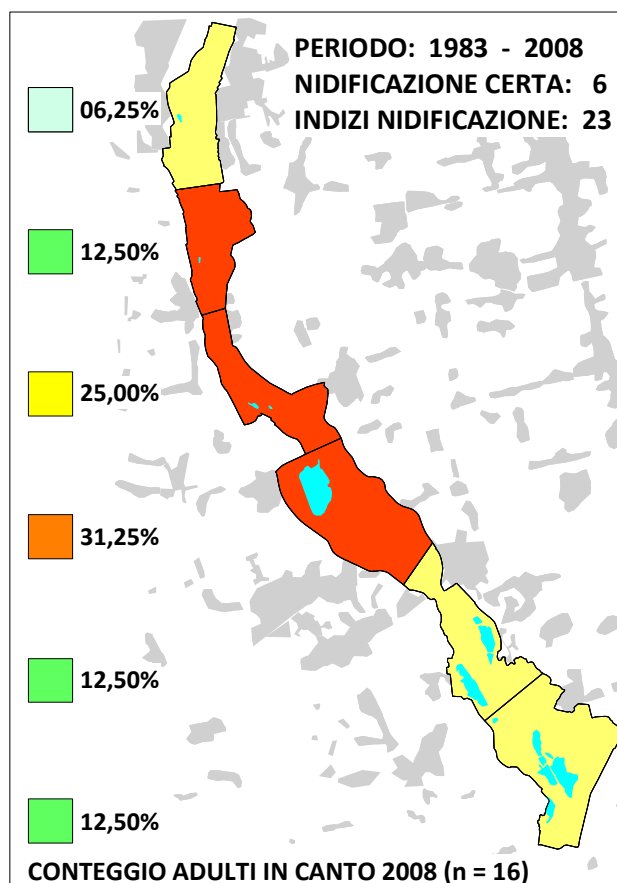 PERIODO: 1983 - 2008
NIDIFICAZIONE CERTA: 6
INDIZI NIDIFICAZIONE: 23
06,25%
12,50%
25,00%
31,25%
12,50%
12,50%
CONTEGGIO ADULTI IN CANTO 2008 (n = 16)